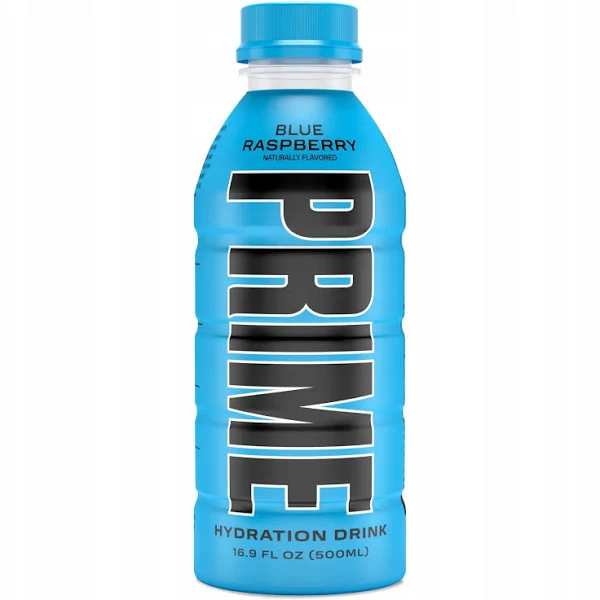 BLUE
RASPBERRY
NATURALLY FLAVORED
PRIME
HYDRATION DRINK
16.9 FL OZ (500ML)